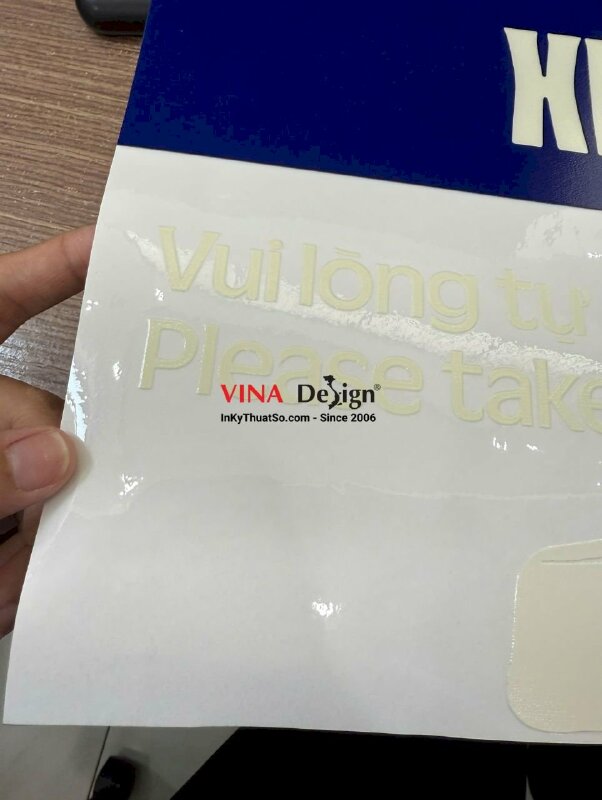 Vui lòng tự
Please take
VINA Design®
InKyThuatSo.com - Since 2006